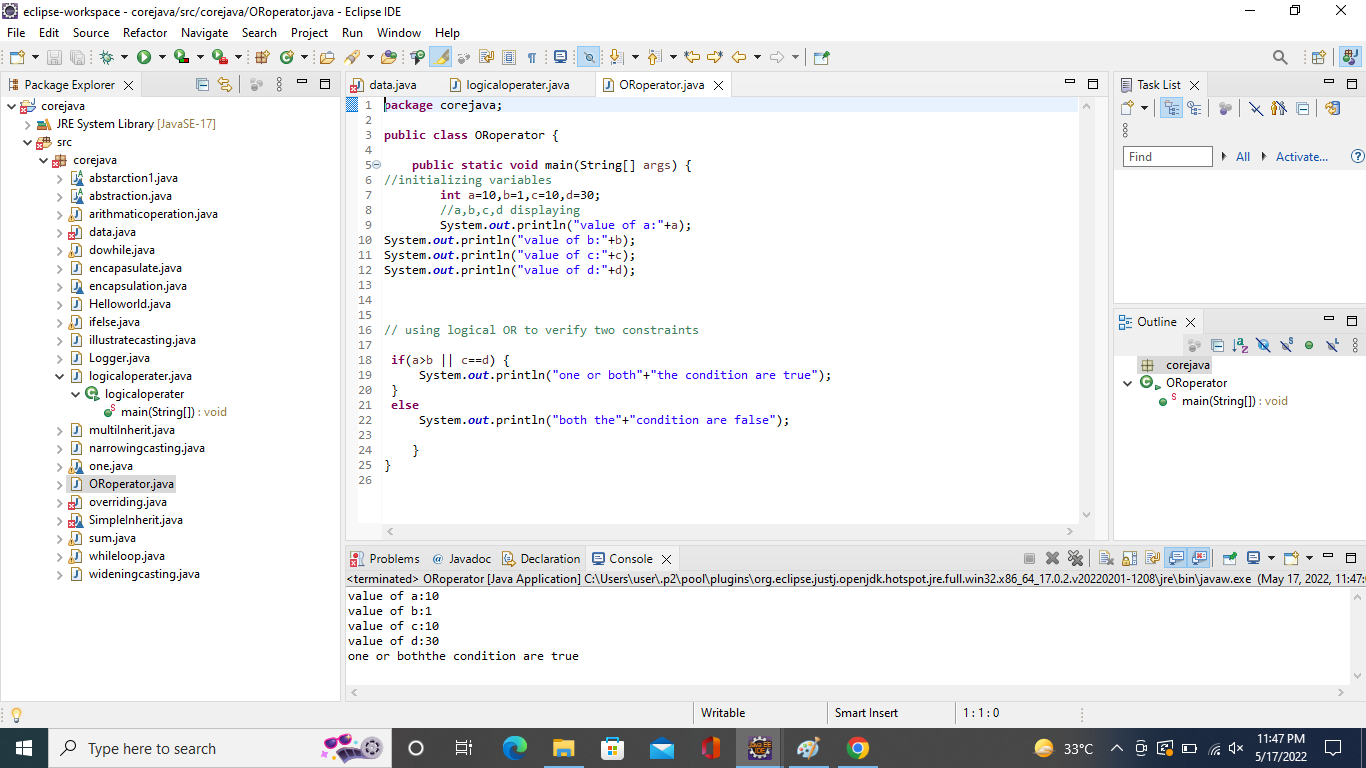 eclipse-workspace - corejava/src/corejava/ORoperator.java - Eclipse IDE
File Edit Source Refactor Navigate Search Project Run Window Help
Package Explorer
corejava
JRE System Library [JavaSE-17]
src
corejava
abstarction1.java
abstraction.java
arithmaticoperation.java
data.java
dowhile.java
encapasulate.java
encapsulation.java
Helloworld.java
ifelse.java
illustratecasting.java
Logger.java
logicaloperater.java
logicaloperater
main(String[]) : void
multiInherit.java
narrowingcasting.java
one.java
ORoperator.java
overriding.java
SimpleInherit.java
sum.java
whileloop.java
wideningcasting.java
data.java logicaloperater.java ORoperator.java
1 package corejava;
2
3 public class ORoperator {
4
5 public static void main(String[] args) {
6 //initializing variables
7 int a=10,b=1,c=10,d=30;
8 //a,b,c,d displaying
9 System.out.println("value of a:"+a);
10 System.out.println("value of b:"+b);
11 System.out.println("value of c:"+c);
12 System.out.println("value of d:"+d);
13
14
15
16 // using logical OR to verify two constraints
17
18 if(a>b || c==d) {
19 System.out.println("one or both"+"the condition are true");
20 }
21 else
22 System.out.println("both the"+"condition are false");
23
24 }
25 }
26
Task List
Find All Activate...
Outline
corejava
ORoperator
main(String[]) : void
Problems @ Javadoc Declaration Console
<terminated> ORoperator [Java Application] C:\Users\user\.p2\pool\plugins\org.eclipse.justj.openjdk.hotspot.jre.full.win32.x86_64_17.0.2.v20220201-1208\jre\bin\javaw.exe (May 17, 2022, 11:47:
value of a:10
value of b:1
value of c:10
value of d:30
one or boththe condition are true
Writable Smart Insert 1 : 1 : 0
Type here to search
33°C
11:47 PM
5/17/2022